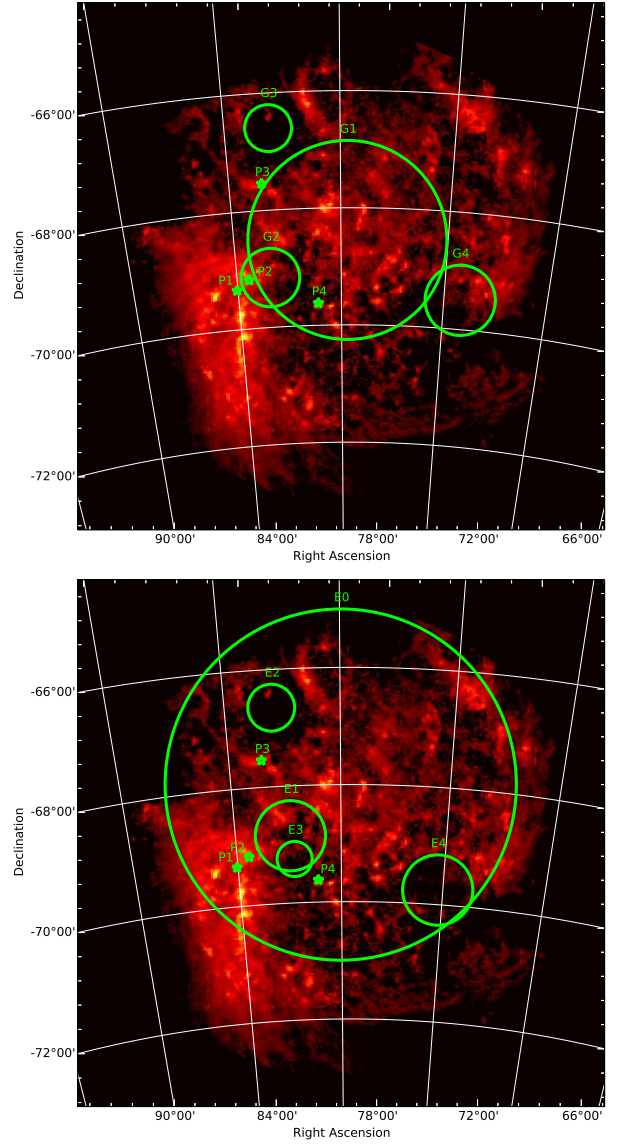 G3
-66°00'
G1
P3
-68°00'
G2
G4
P1
P2
P4
-70°00'
-72°00'
Declination
90°00'
84°00'
78°00'
72°00'
66°00'
Right Ascension
E0
-66°00'
E2
P3
E1
-68°00'
E3
E4
P2
P1
P4
-70°00'
-72°00'
Declination
90°00'
84°00'
78°00'
72°00'
66°00'
Right Ascension